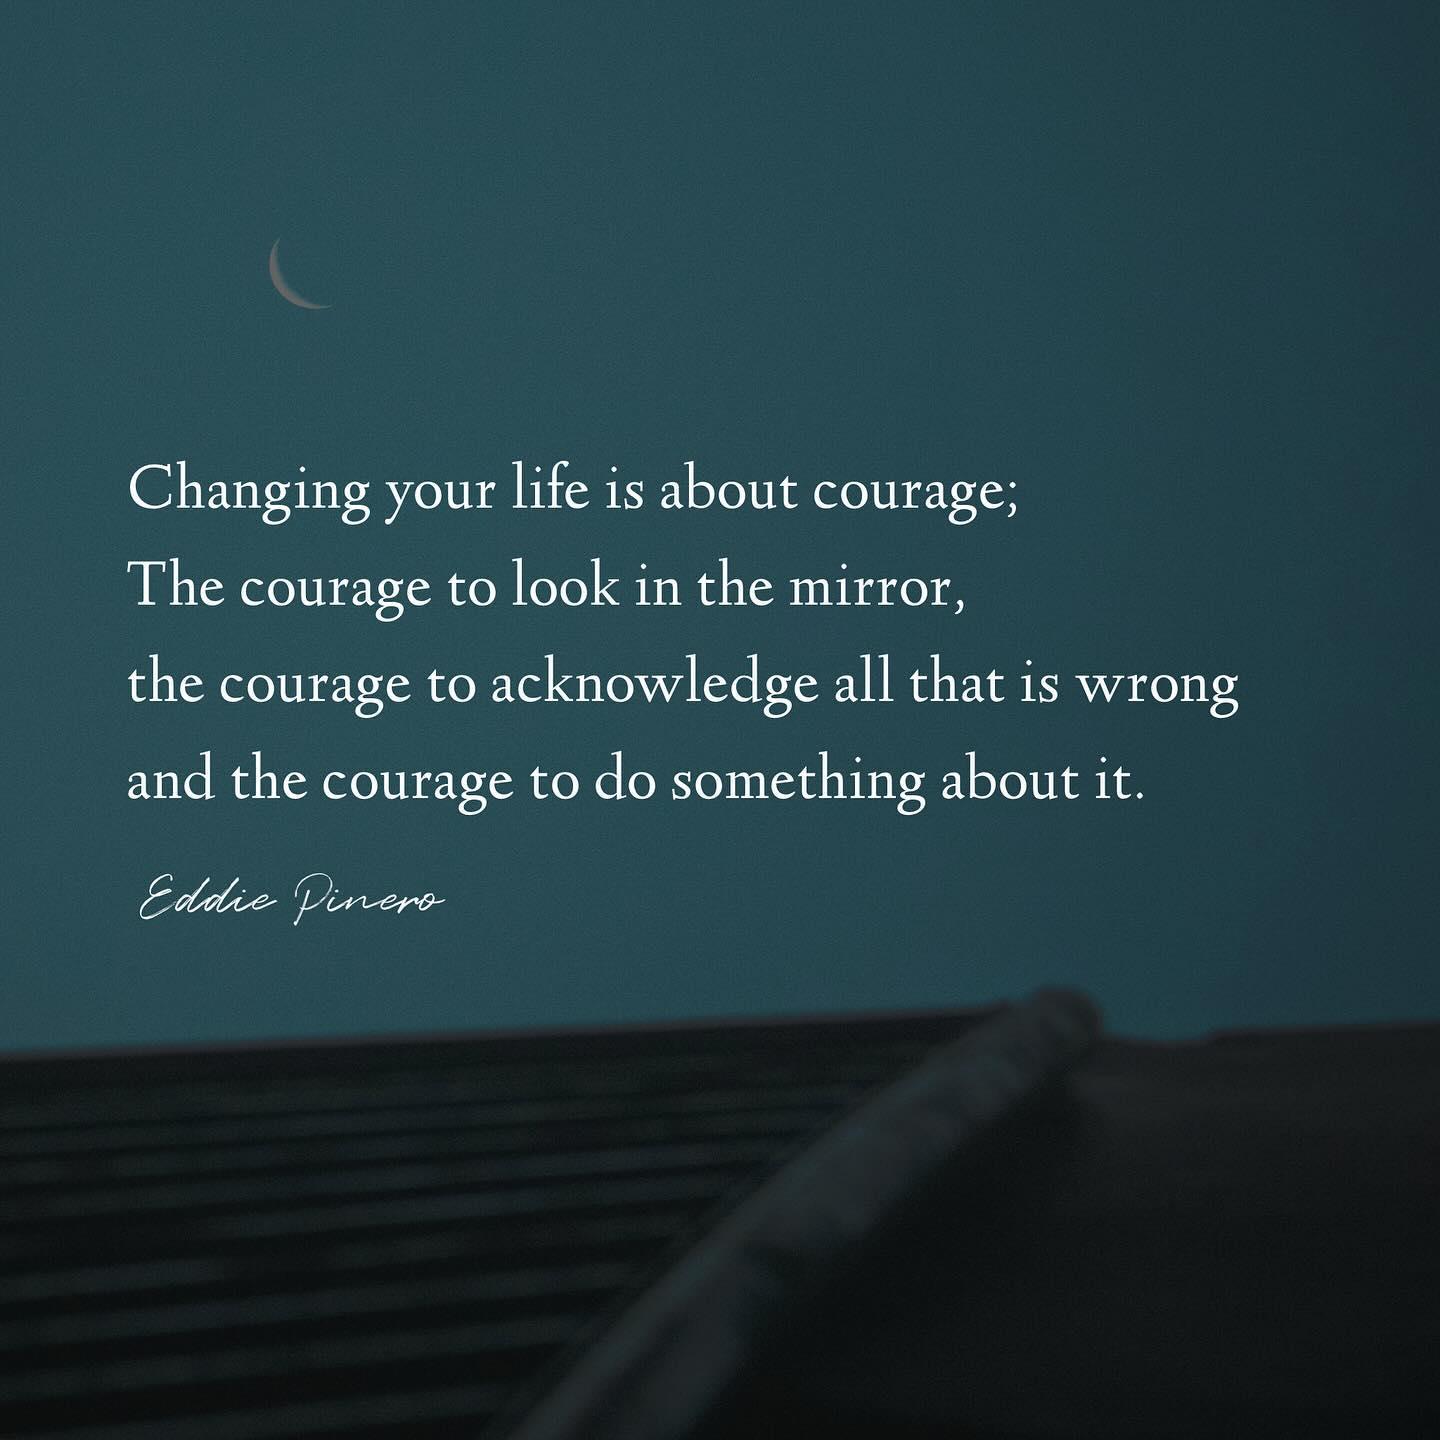 Changing your life is about courage;
The courage to look in the mirror,
the courage to acknowledge all that is wrong
and the courage to do something about it.
Eddie Pinero